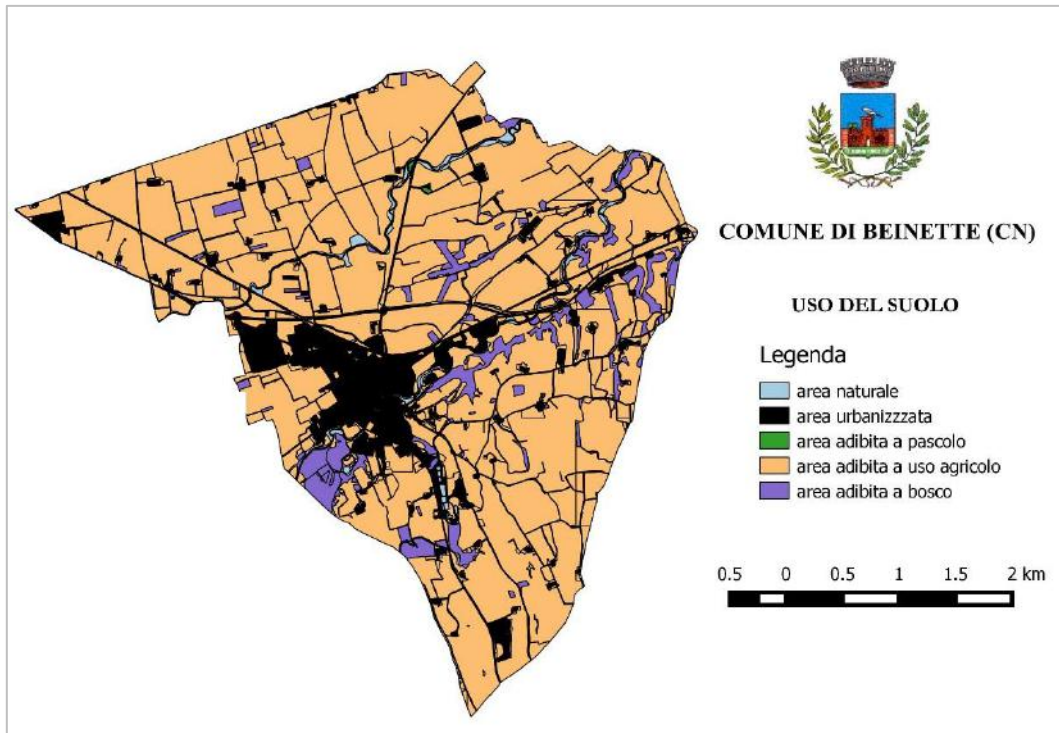 COMUNE DI BEINETTE (CN)
USO DEL SUOLO
Legenda
area naturale
area urbanizzzata
area adibita a pascolo
area adibita a uso agricolo
area adibita a bosco
0.5 0 0.5 1 1.5 2 km